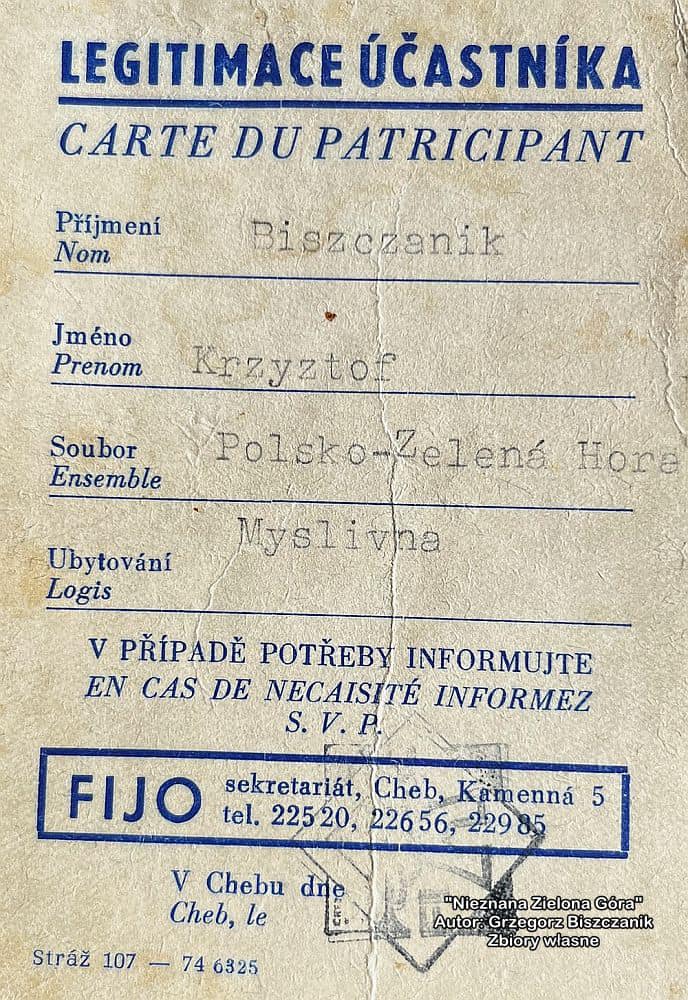 LEGITIMACE ÚČASTNÍKA
CARTE DU PATRICIPANT
Příjmení Biszczanik
Nom
Jméno
Prenom Krzyztof
Soubor Polsko-Zelená Hora
Ensemble
Myslivna
Ubytování
Logis
V PŘÍPADĚ POTŘEBY INFORMUJTE
EN CAS DE NECAISITÉ INFORMEZ
S. V. P.
FIJO sekretariát, Cheb, Kamenná 5
tel. 22520, 22656, 22985
V Chebu dne
Cheb, le
"Nieznana Zielona Góra"
Autor: Grzegorz Biszczanik
Zbiory wlasne
Stráž 107 — 74 6325